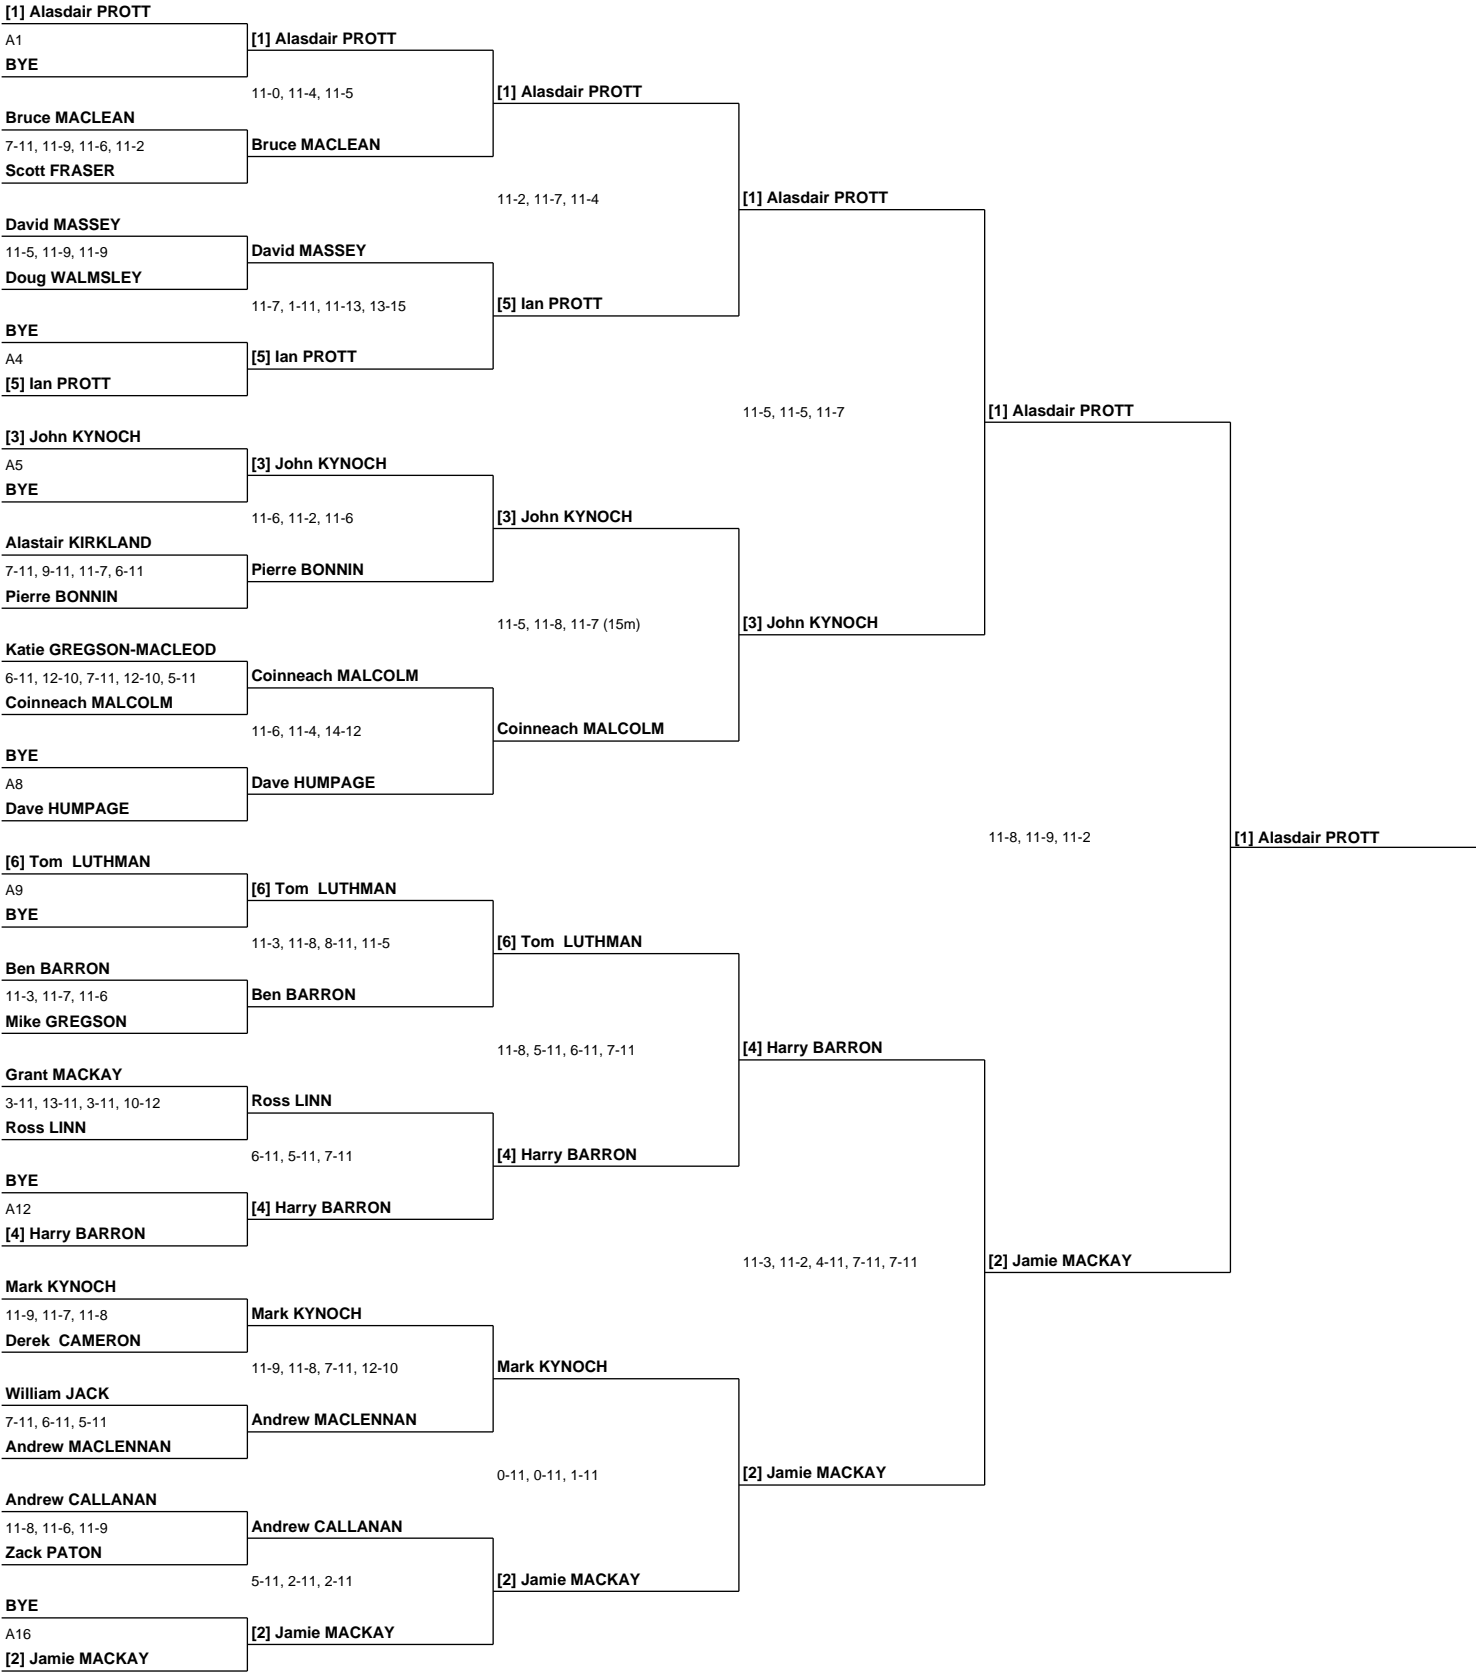 [1] Alasdair PROTT
A1
BYE
Bruce MACLEAN
7-11, 11-9, 11-6, 11-2
Scott FRASER
David MASSEY
11-5, 11-9, 11-9
Doug WALMSLEY
BYE
A4
[5] Ian PROTT
[3] John KYNOCH
A5
BYE
Alastair KIRKLAND
7-11, 9-11, 11-7, 6-11
Pierre BONNIN
Katie GREGSON-MACLEOD
6-11, 12-10, 7-11, 12-10, 5-11
Coinneach MALCOLM
BYE
A8
Dave HUMPAGE
[6] Tom  LUTHMAN
A9
BYE
Ben BARRON
11-3, 11-7, 11-6
Mike GREGSON
Grant MACKAY
3-11, 13-11, 3-11, 10-12
Ross LINN
BYE
A12
[4] Harry BARRON
Mark KYNOCH
11-9, 11-7, 11-8
Derek  CAMERON
William JACK
7-11, 6-11, 5-11
Andrew MACLENNAN
Andrew CALLANAN
11-8, 11-6, 11-9
Zack PATON
BYE
A16
[2] Jamie MACKAY
[1] Alasdair PROTT
11-0, 11-4, 11-5
Bruce MACLEAN
David MASSEY
11-7, 1-11, 11-13, 13-15
[5] Ian PROTT
[3] John KYNOCH
11-6, 11-2, 11-6
Pierre BONNIN
Coinneach MALCOLM
11-6, 11-4, 14-12
Dave HUMPAGE
[6] Tom  LUTHMAN
11-3, 11-8, 8-11, 11-5
Ben BARRON
Ross LINN
6-11, 5-11, 7-11
[4] Harry BARRON
Mark KYNOCH
11-9, 11-8, 7-11, 12-10
Andrew MACLENNAN
Andrew CALLANAN
5-11, 2-11, 2-11
[2] Jamie MACKAY
[1] Alasdair PROTT
11-2, 11-7, 11-4
[5] Ian PROTT
[3] John KYNOCH
11-5, 11-8, 11-7 (15m)
Coinneach MALCOLM
[6] Tom  LUTHMAN
11-8, 5-11, 6-11, 7-11
[4] Harry BARRON
Mark KYNOCH
0-11, 0-11, 1-11
[2] Jamie MACKAY
[1] Alasdair PROTT
11-5, 11-5, 11-7
[3] John KYNOCH
[4] Harry BARRON
11-3, 11-2, 4-11, 7-11, 7-11
[2] Jamie MACKAY
[1] Alasdair PROTT
11-8, 11-9, 11-2
[2] Jamie MACKAY
[1] Alasdair PROTT